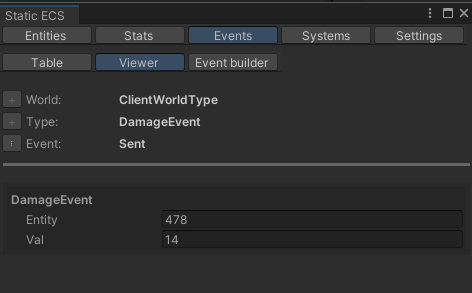 Static ECS
Entities Stats Events Systems Settings
Table Viewer Event builder
World: ClientWorldType
Type: DamageEvent
Event: Sent
DamageEvent
Entity 478
Val 14